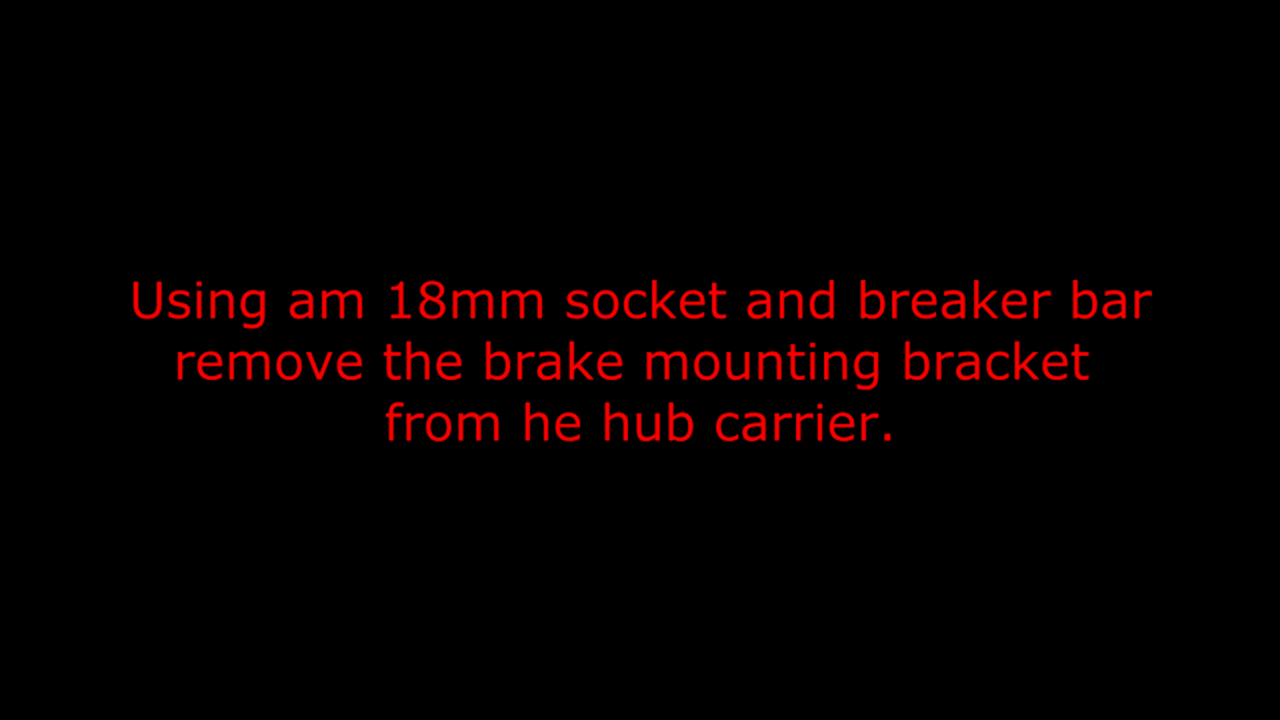 Using am 18mm socket and breaker bar
remove the brake mounting bracket
from he hub carrier.